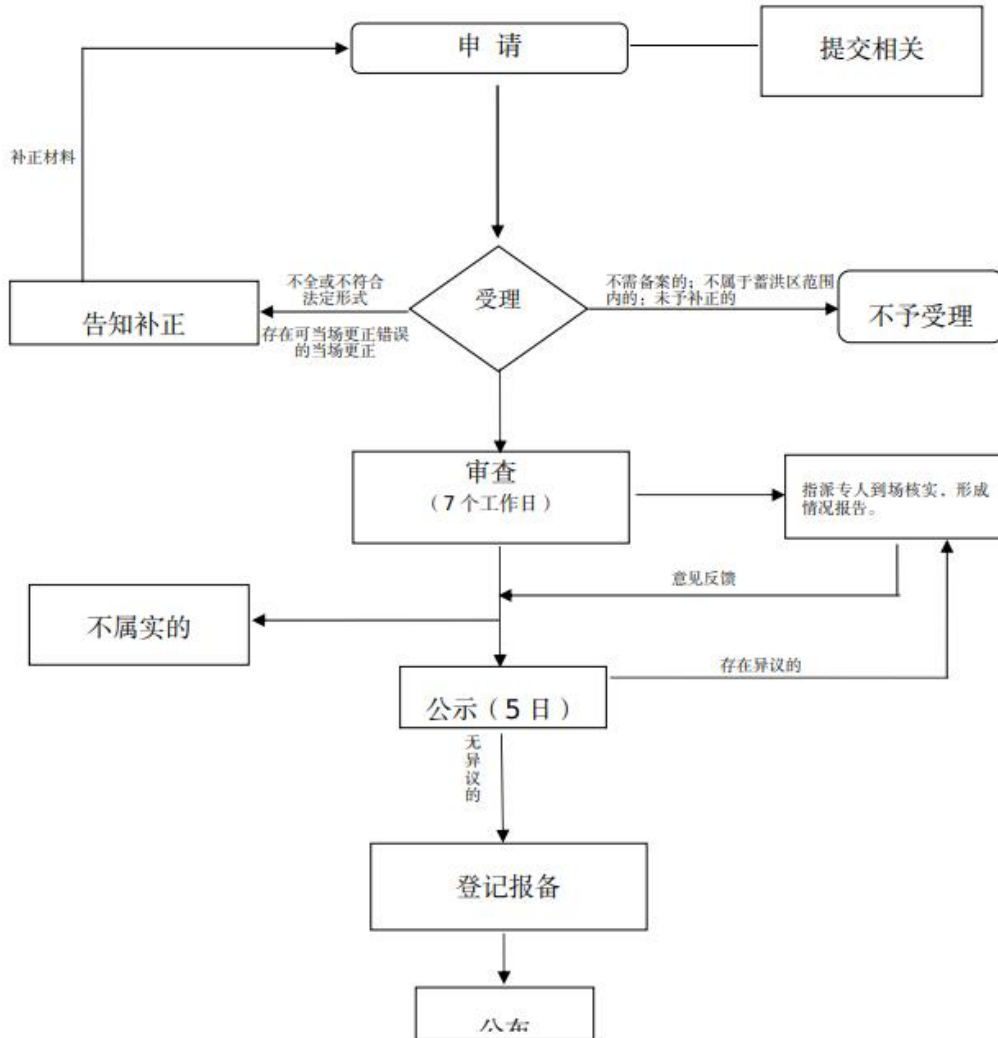 申 请
提交相关
补正材料
不全或不符合
法定形式
存在可当场更正错误
的当场更正
告知补正
受理
不需备案的；不属于蓄洪区范围
内的；未予补正的
不予受理
审查
（7 个工作日）
指派专人到场核实，形成
情况报告。
意见反馈
不属实的
公示（5 日）
存在异议的
无
异
议
的
登记报备
公布